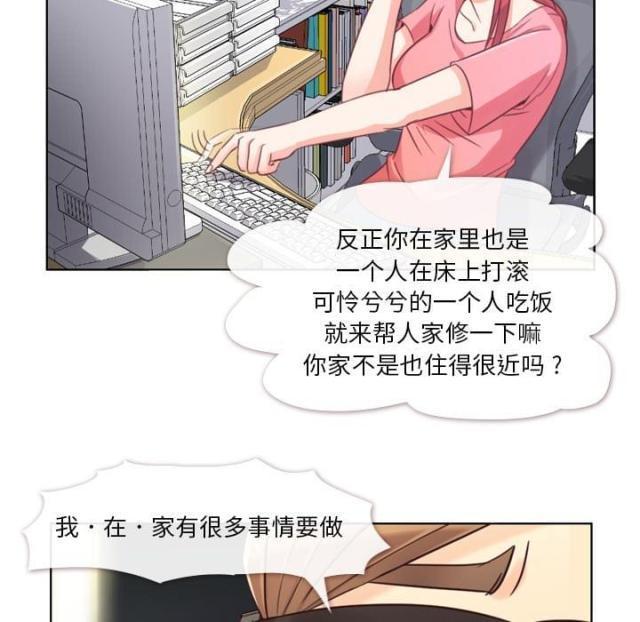 反正你在家里也是
一个人在床上打滚
可怜兮兮的一个人吃饭
就来帮人家修一下嘛
你家不是也住得很近吗?
我·在·家有很多事情要做